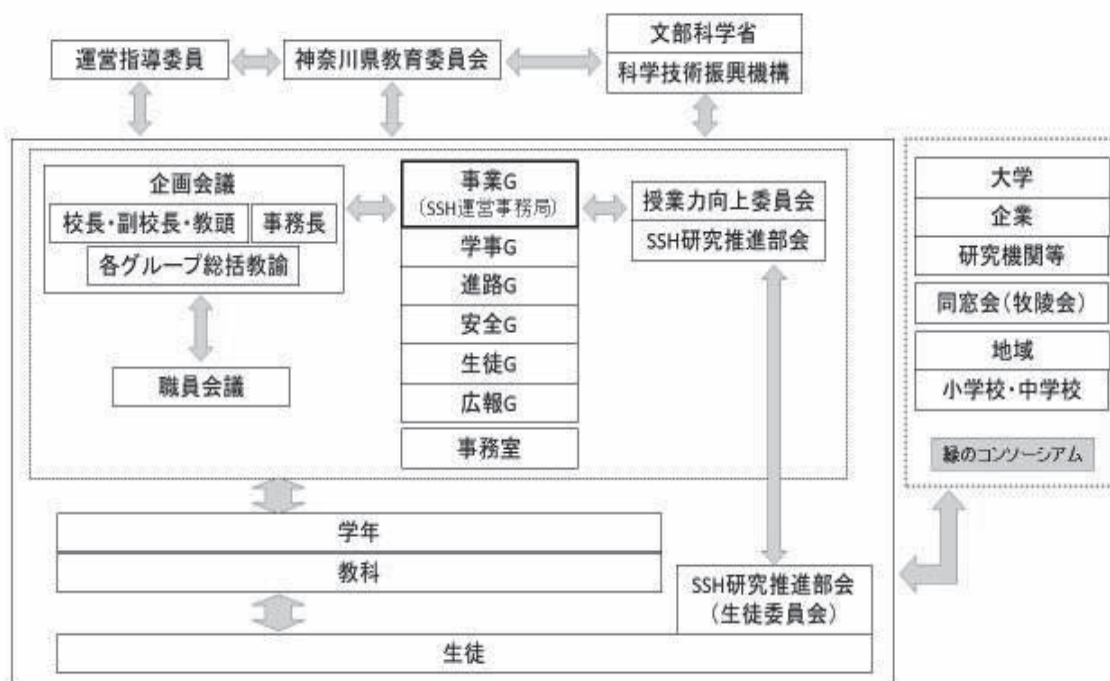 運営指導委員
神奈川県教育委員会
文部科学省
科学技術振興機構
企画会議
校長・副校長・教頭
事務長
各グループ総括教諭
職員会議
事業G
(SSH運営事務局)
学事G
進路G
安全G
生徒G
広報G
事務室
授業力向上委員会
SSH研究推進部会
大学
企業
研究機関等
同窓会(牧陵会)
地域
小学校・中学校
緑のコンソーシアム
学年
教科
SSH研究推進部会
(生徒委員会)
生徒